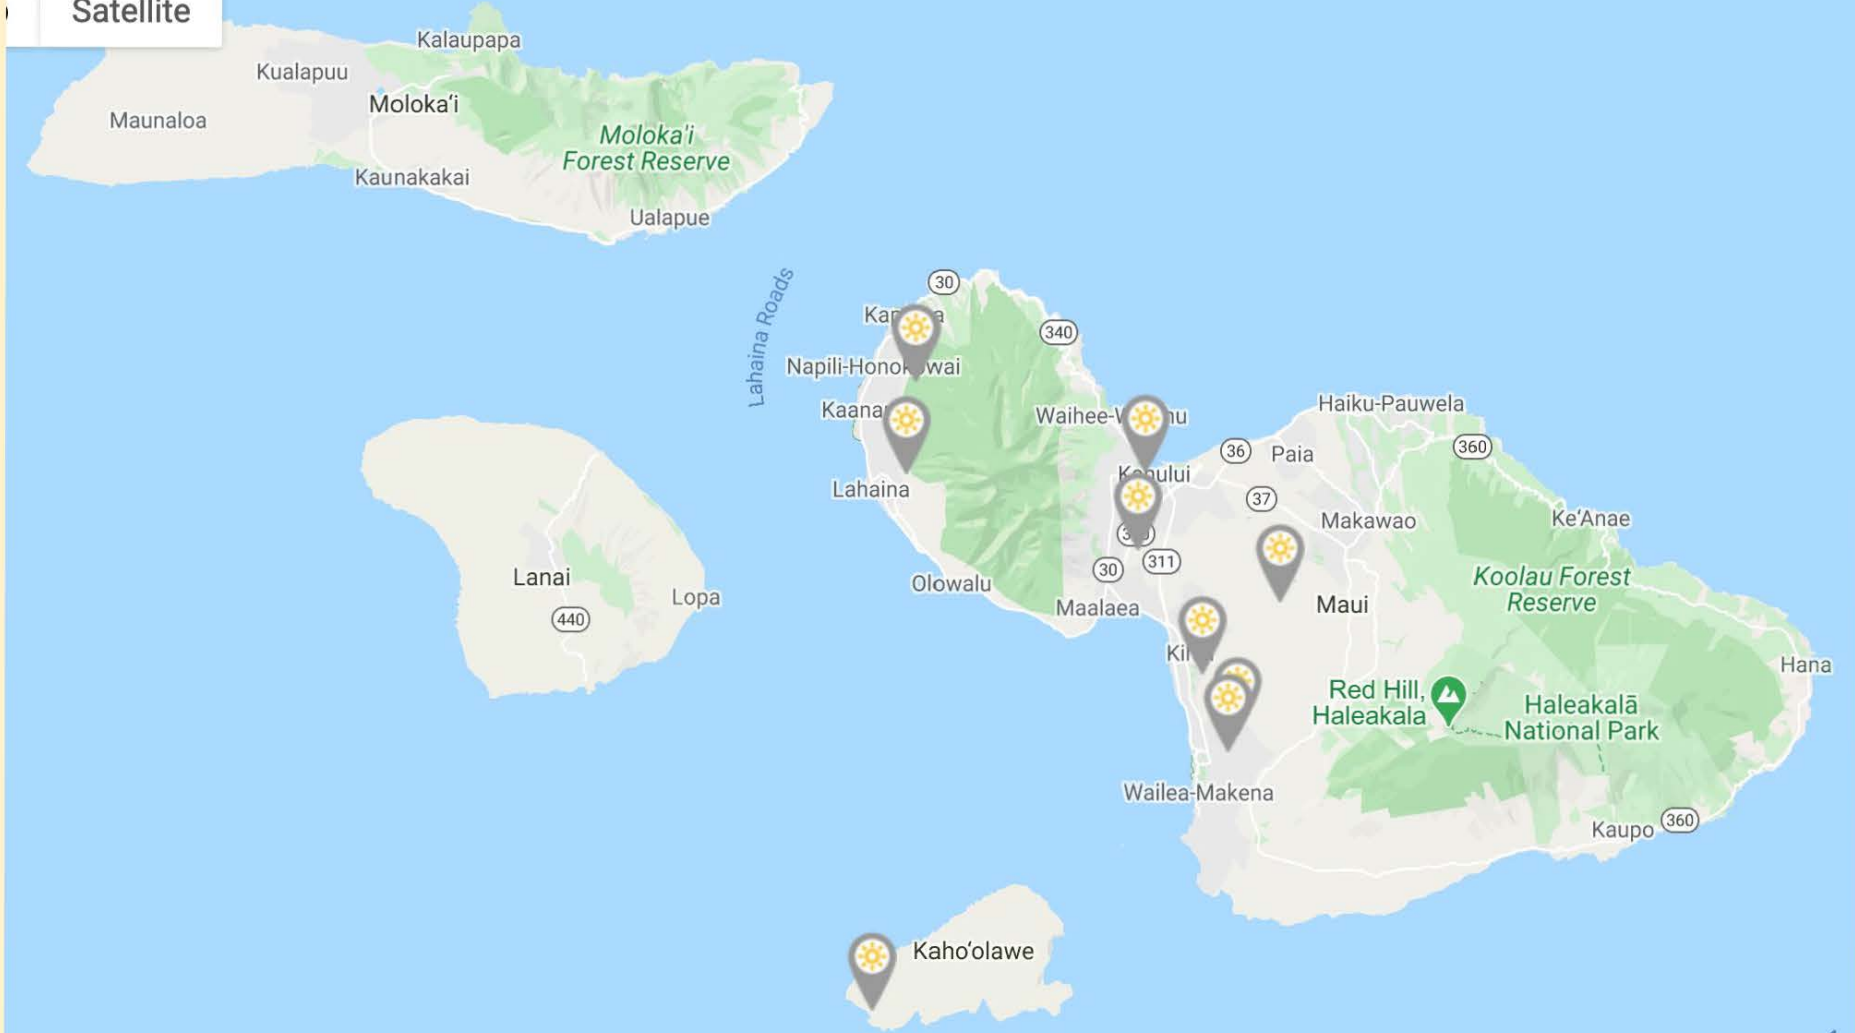 Satellite
Kalaupapa
Kualapuu
Moloka‘i
Maunaloa
Moloka'i
Forest Reserve
Kaunakakai
Ualapue
Lahaina Roads
30
340
Napili-Hono
wai
Haiku-Pauwela
360
36
Paia
Lahaina
37
Makawao
Ke‘Anae
311
30
Lanai
Olowalu
Koolau Forest
Reserve
Lopa
Maalaea
Maui
440
Hana
Red Hill,
Haleakala
Haleakalā
National Park
Wailea-Makena
Kaupo
360
Kaho‘olawe